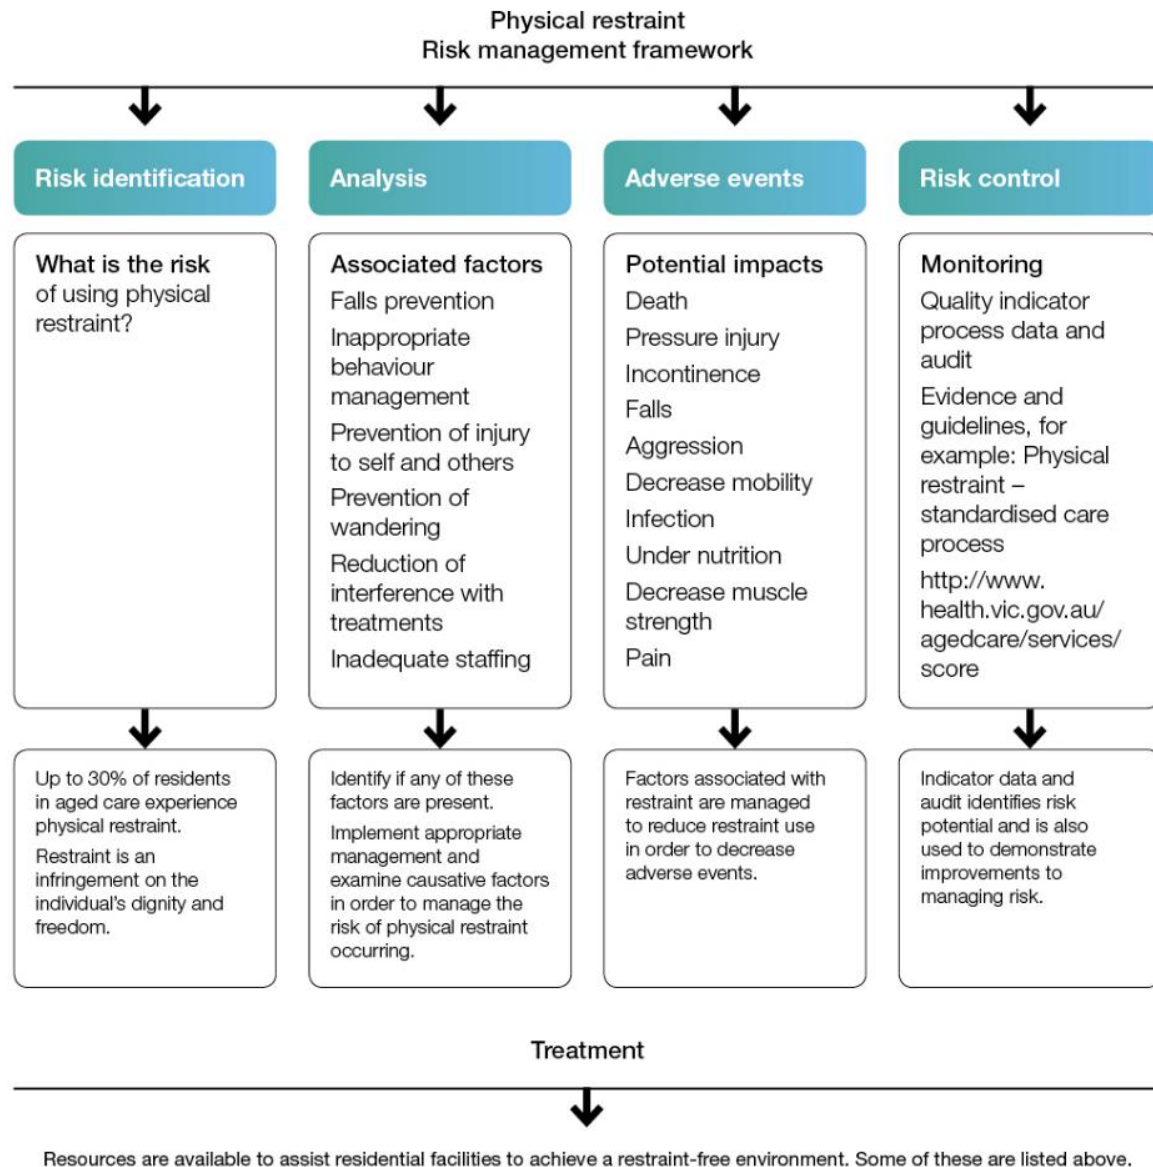 Physical restraint
Risk management framework
Risk identification
What is the risk
of using physical
restraint?
Up to 30% of residents
in aged care experience
physical restraint.
Restraint is an
infringement on the
individual's dignity and
freedom.
Analysis
Associated factors
Falls prevention
Inappropriate
behaviour
management
Prevention of injury
to self and others
Prevention of
wandering
Reduction of
interference with
treatments
Inadequate staffing
Identify if any of these
factors are present.
Implement appropriate
management and
examine causative factors
in order to manage the
risk of physical restraint
occurring.
Adverse events
Potential impacts
Death
Pressure injury
Incontinence
Falls
Aggression
Decrease mobility
Infection
Under nutrition
Decrease muscle
strength
Pain
Factors associated with
restraint are managed
to reduce restraint use
in order to decrease
adverse events.
Risk control
Monitoring
Quality indicator
process data and
audit
Evidence and
guidelines, for
example: Physical
restraint –
standardised care
process
http://www.
health.vic.gov.au/
agedcare/services/
score
Indicator data and
audit identifies risk
potential and is also
used to demonstrate
improvements to
managing risk.
Treatment
Resources are available to assist residential facilities to achieve a restraint-free environment. Some of these are listed above.